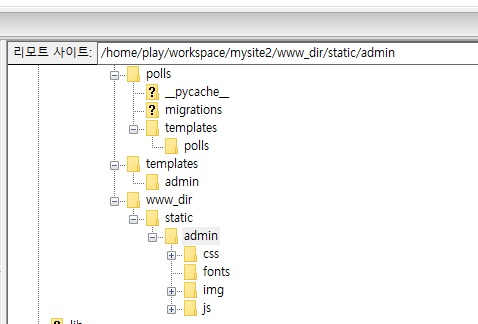 리모트 사이트: /home/play/workspace/mysite2/www_dir/static/admin
polls
__pycache__
migrations
templates
polls
templates
admin
www_dir
static
admin
css
fonts
img
js